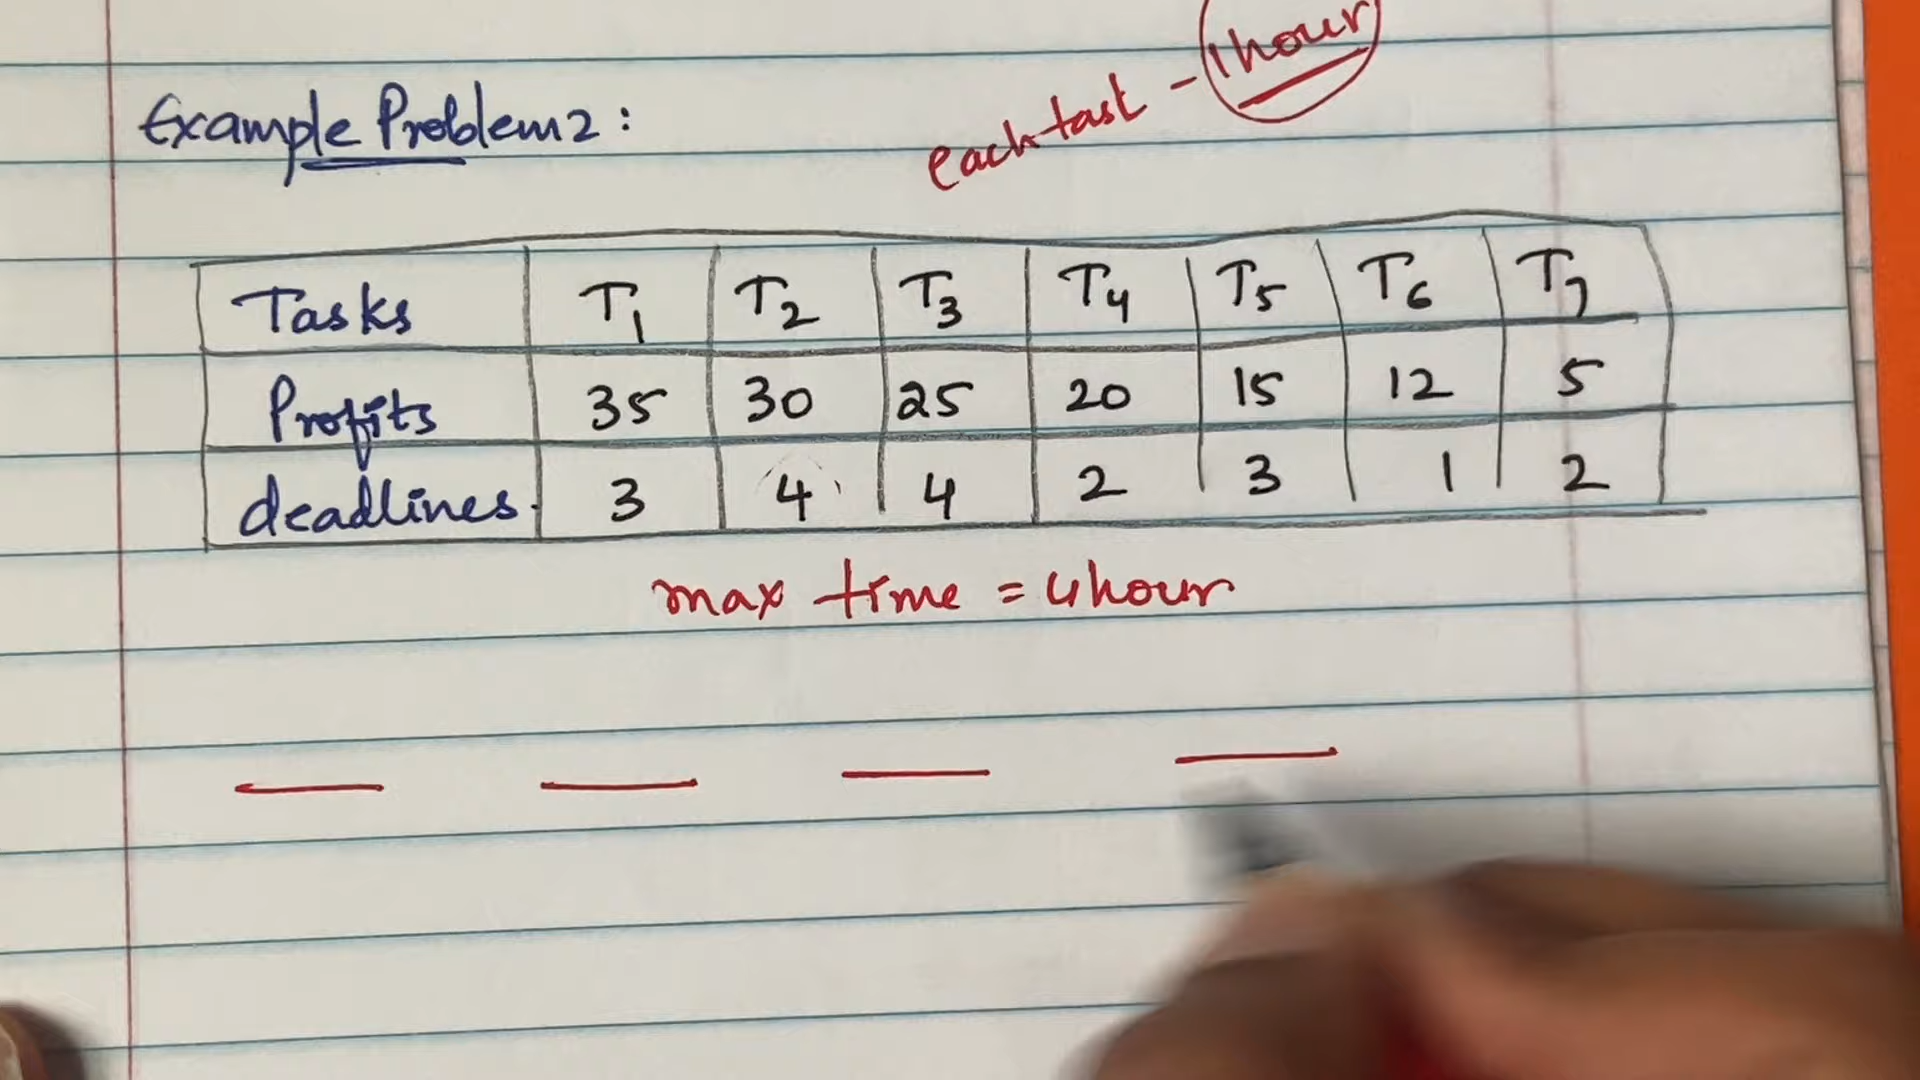 1hour
each task -
Example Problem2 :
Tasks T1 T2 T3 T4 T5 T6 T7
Profits 35 30 25 20 15 12 5
deadlines. 3 4 4 2 3 1 2
max time = 4hour